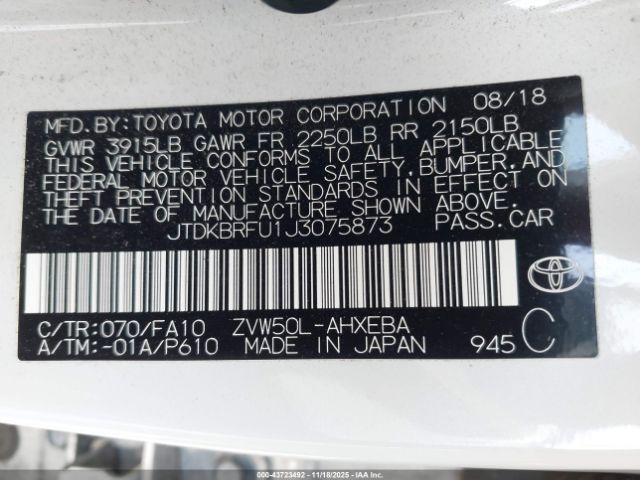 MFD.BY:TOYOTA MOTOR CORPORATION 08/18
GVWR 3915LB GAWR FR 2250LB RR 2150LB
THIS VEHICLE CONFORMS TO ALL APPLICABLE
FEDERAL MOTOR VEHICLE SAFETY,BUMPER,AND
THEFT PREVENTION STANDARDS IN EFFECT ON
THE DATE OF MANUFACTURE SHOWN ABOVE.
JTDKBRFU1J3075873 PASS.CAR
C/TR:070/FA10 ZVW50L-AHXEBA
A/TM:-01A/P610 MADE IN JAPAN 945 C
000-43723492 - 11/18/2025 - IAAI.COM